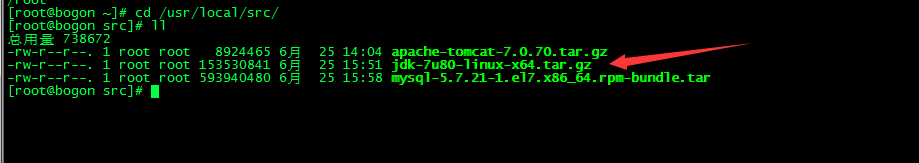 /root
[root@bogon ~]# cd /usr/local/src/
[root@bogon src]# ll
总用量 738672
-rw-r--r--. 1 root root   8924465 6月  25 14:04 apache-tomcat-7.0.70.tar.gz
-rw-r--r--. 1 root root 153530841 6月  25 15:51 jdk-7u80-linux-x64.tar.gz
-rw-r--r--. 1 root root 593940480 6月  25 15:58 mysql-5.7.21-1.el7.x86_64.rpm-bundle.tar
[root@bogon src]#